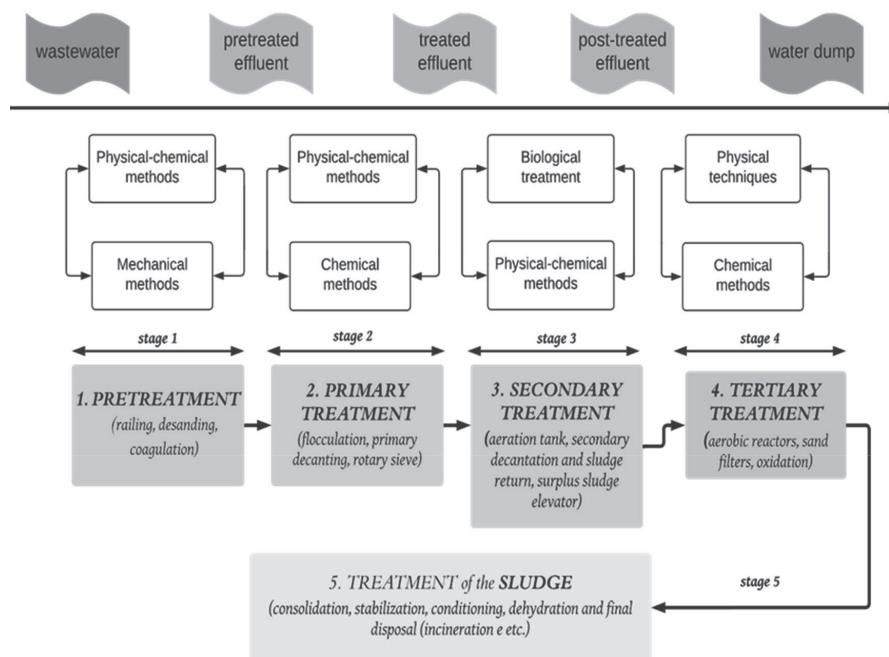 wastewater
pretreated
effluent
treated
effluent
post-treated
effluent
water dump
Physical-chemical
methods
Physical-chemical
methods
Biological
treatment
Physical
techniques
Mechanical
methods
Chemical
methods
Physical-chemical
methods
Chemical
methods
stage 1
stage 2
stage 3
stage 4
1. PRETREATMENT
(railing, desanding,
coagulation)
2. PRIMARY
TREATMENT
(flocculation, primary
decanting, rotary sieve)
3. SECONDARY
TREATMENT
(aeration tank, secondary
decantation and sludge
return, surplus sludge
elevator)
4. TERTIARY
TREATMENT
(aerobic reactors, sand
filters, oxidation)
5. TREATMENT of the SLUDGE
(consolidation, stabilization, conditioning, dehydration and final
disposal (incineration e etc.)
stage 5